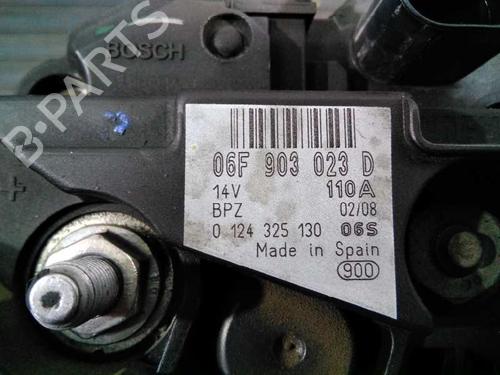 BOSCH
06F 903 023 D
14V 110A
BPZ 02/08
0 124 325 130 06S
Made in Spain
900
+
B-PARTS